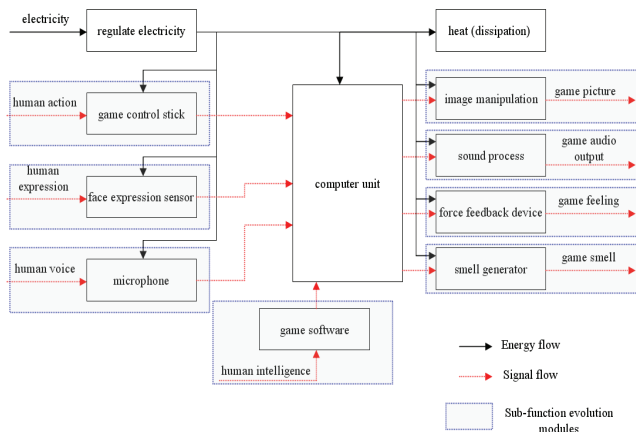 electricity
regulate electricity
heat (dissipation)
human action
game control stick
image manipulation
game picture
human
expression
face expression sensor
computer unit
sound process
game audio
output
force feedback device
game feeling
human voice
microphone
smell generator
game smell
game software
human intelligence
Energy flow
Signal flow
Sub-function evolution
modules